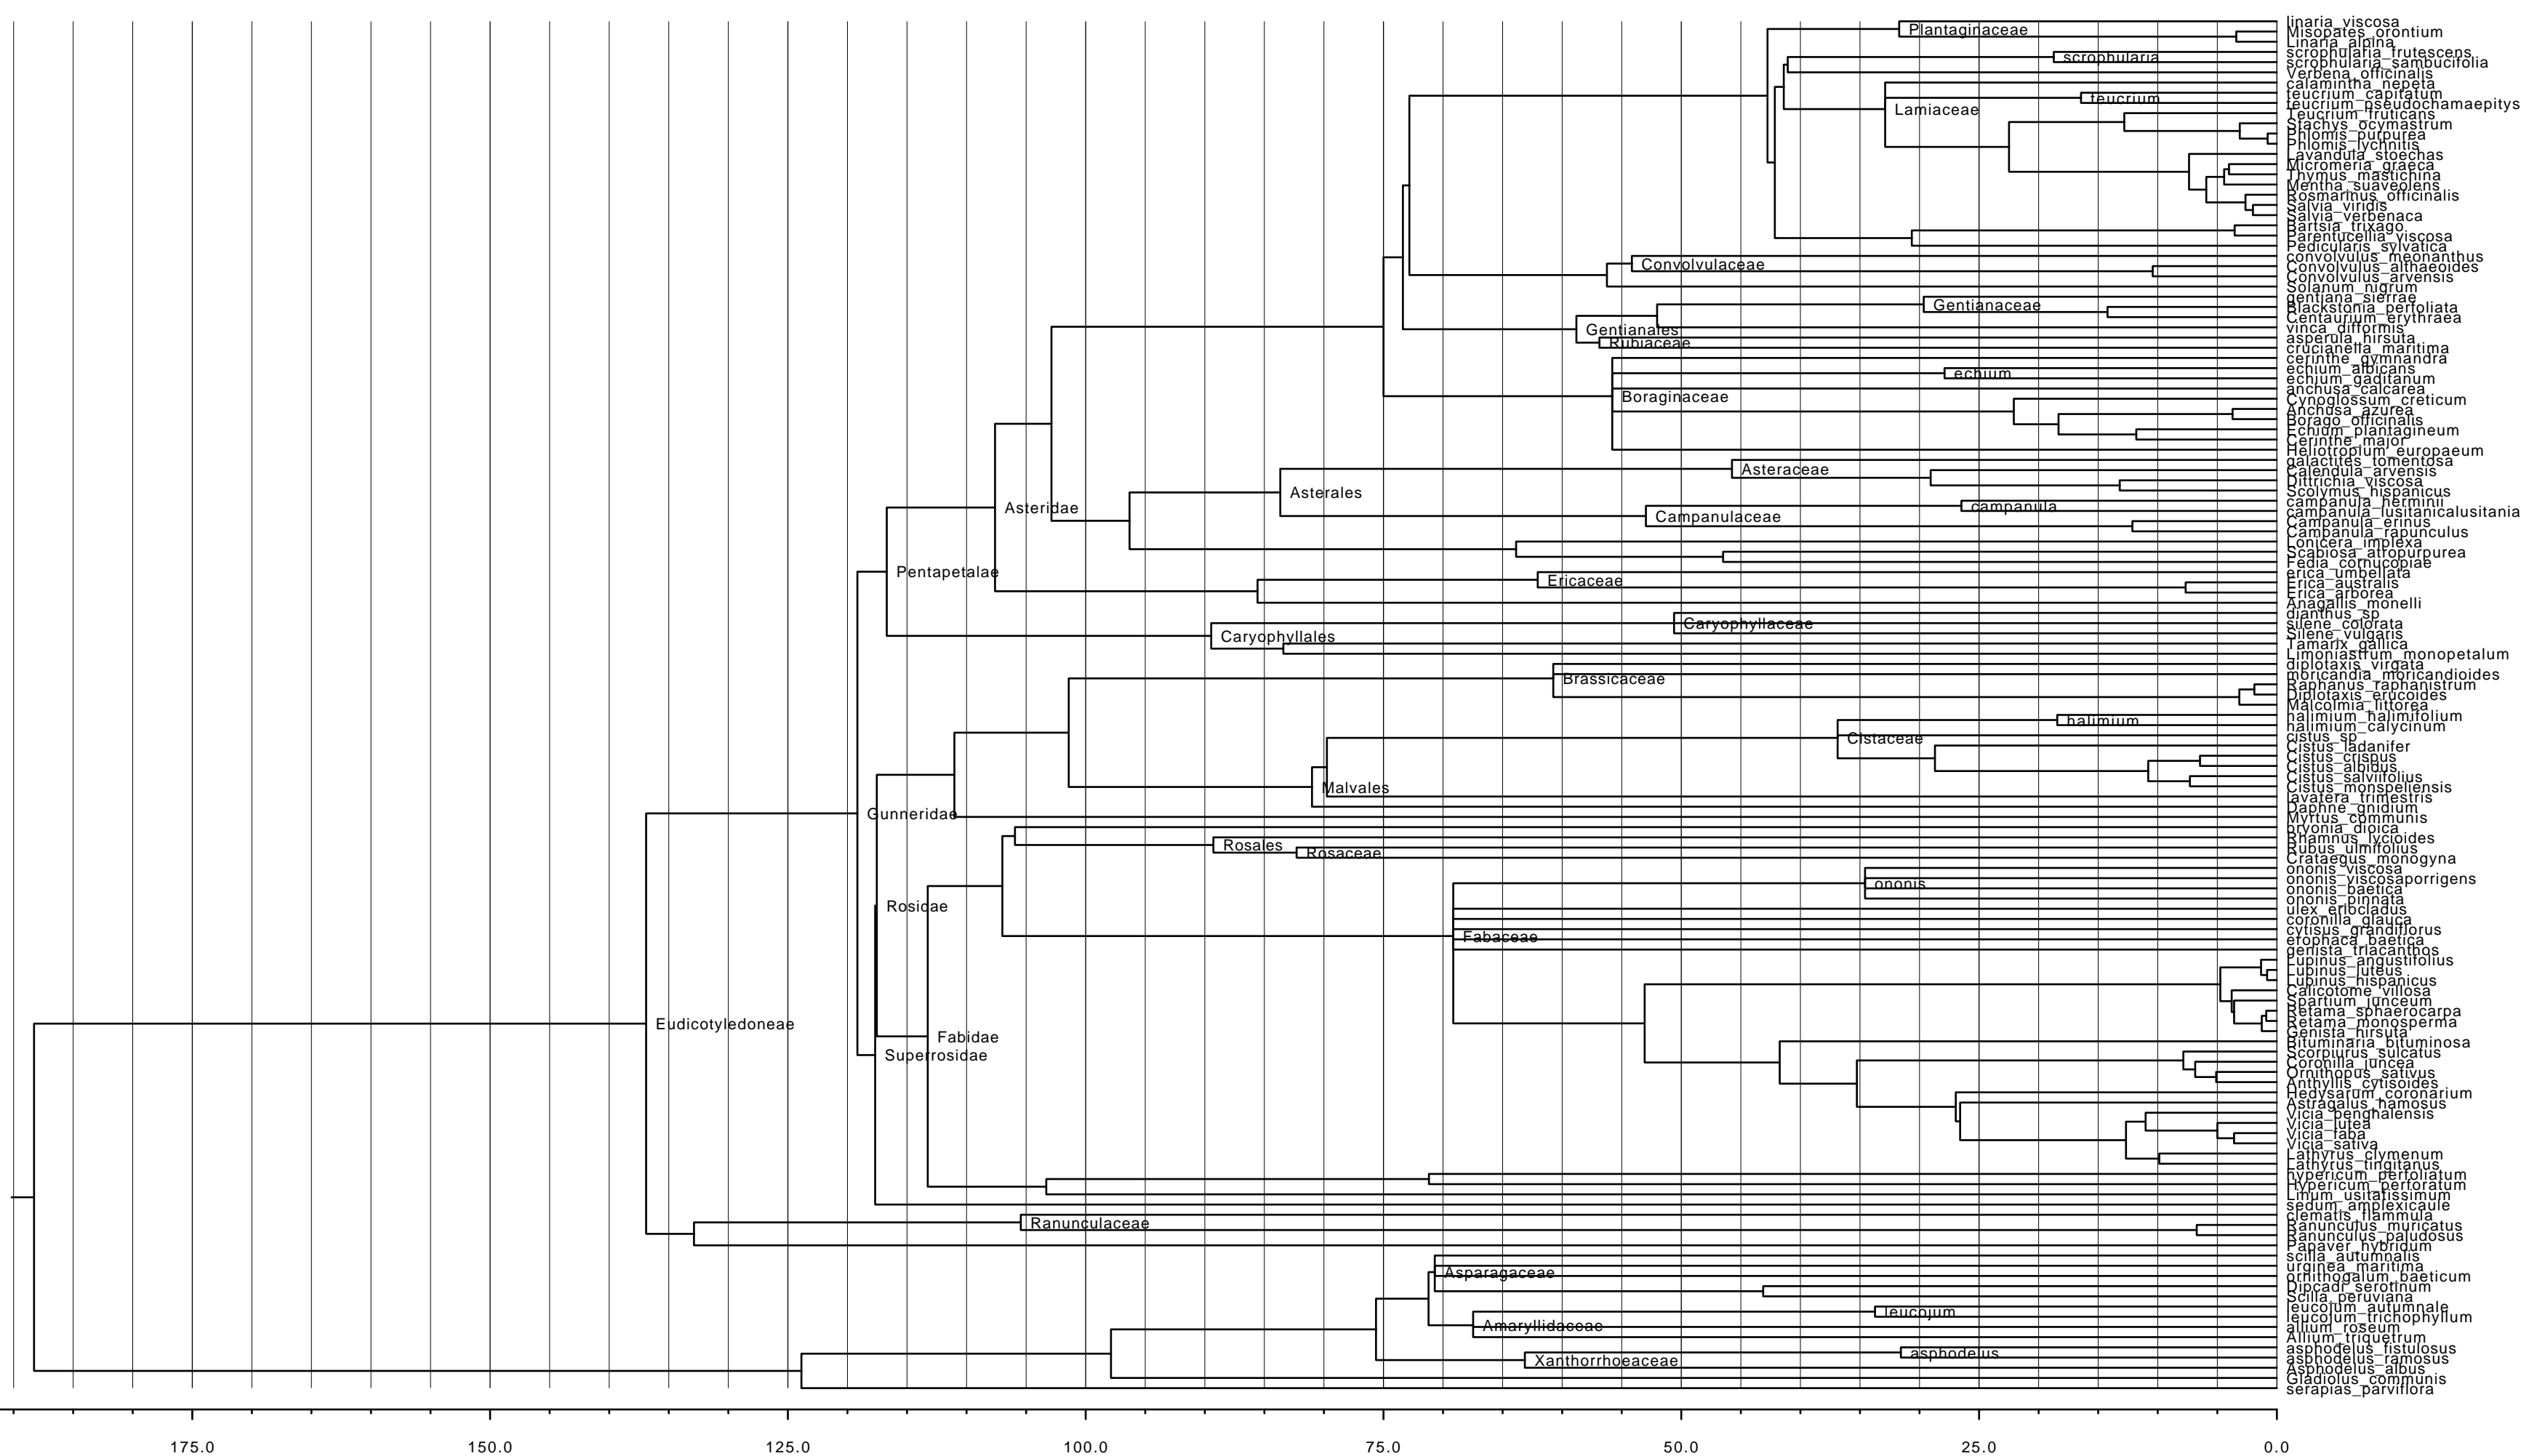 linaria_viscosa
Plantaginaceae
Misopates_orontium
Linaria_alpina
scrophularia_frutescens
scrophularia
scrophularia_sambucifolia
Verbena_officinalis
calamintha_nepeta
teucrium_capitatum
teucrium
teucrium_pseudochamaepitys
Lamiaceae
Teucrium_fruticans
Stachys_ocymastrum
Phlomis_purpurea
Phlomis_lychnitis
Lavandula_stoechas
Micromeria_graeca
Thymus_mastichina
Mentha_suaveolens
Rosmarinus_officinalis
Salvia_viridis
Salvia_verbenaca
Bartsia_trixago
Parentucellia_viscosa
Pedicularis_sylvatica
convolvulus_meonanthus
Convolvulaceae
Convolvulus_althaeoides
Convolvulus_arvensis
Solanum_nigrum
gentiana_sierrae
Gentianaceae
Blackstonia_perfoliata
Centaurium_erythraea
vinca_difformis
Gentianales
asperula_hirsuta
Rubiaceae
crucianella_maritima
cerinthe_gymnandra
echium_albicans
echium
echium_gaditanum
anchusa_calcarea
Boraginaceae
Cynoglossum_creticum
Anchusa_azurea
Borago_officinalis
Echium_plantagineum
Cerinthe_major
Heliotropium_europaeum
galactites_tomentosa
Asteraceae
Calendula_arvensis
Dittrichia_viscosa
Asterales
Scolymus_hispanicus
campanula_herminii
campanula
Asteridae
campanula_lusitanicalusitania
Campanulaceae
Campanula_erinus
Campanula_rapunculus
Lonicera_implexa
Scabiosa_atropurpurea
Fedia_cornucopiae
Pentapetalae
erica_umbellata
Ericaceae
Erica_australis
Erica_arborea
Anagallis_monelli
dianthus_sp
Caryophyllaceae
silene_colorata
Silene_vulgaris
Caryophyllales
Tamarix_gallica
Limoniastrum_monopetalum
diplotaxis_virgata
moricandia_moricandioides
Brassicaceae
Raphanus_raphanistrum
Diplotaxis_erucoides
Malcolmia_littorea
halimium_halimifolium
halimium
halimium_calycinum
cistus_sp
Cistaceae
Cistus_ladanifer
Cistus_crispus
Cistus_albidus
Cistus_salviifolius
Cistus_monspeliensis
Malvales
lavatera_trimestris
Daphne_gnidium
Gunneridae
Myrtus_communis
bryonia_dioica
Rhamnus_lycioides
Rosales
Rubus_ulmifolius
Rosaceae
Crataegus_monogyna
ononis_viscosa
ononis_viscosaporrigens
ononis
ononis_baetica
ononis_pinnata
Rosidae
ulex_eriocladus
coronilla_glauca
cytisus_grandiflorus
Fabaceae
erophaca_baetica
genista_triacanthos
Lupinus_angustifolius
Lupinus_luteus
Lupinus_hispanicus
Calicotome_villosa
Spartium_junceum
Retama_sphaerocarpa
Retama_monosperma
Eudicotyledoneae
Genista_hirsuta
Fabidae
Bituminaria_bituminosa
Scorpiurus_sulcatus
Superrosidae
Coronilla_juncea
Ornithopus_sativus
Anthyllis_cytisoides
Hedysarum_coronarium
Astragalus_hamosus
Vicia_benghalensis
Vicia_lutea
Vicia_faba
Vicia_sativa
Lathyrus_clymenum
Lathyrus_tingitanus
hypericum_perfoliatum
Hypericum_perforatum
Linum_usitatissimum
sedum_amplexicaule
clematis_flammula
Ranunculaceae
Ranunculus_muricatus
Ranunculus_paludosus
Papaver_hybridum
scilla_autumnalis
urginea_maritima
Asparagaceae
ornithogalum_baeticum
Dipcadi_serotinum
Scilla_peruviana
leucojum_autumnale
leucojum
leucojum_trichophyllum
Amaryllidaceae
allium_roseum
Allium_triquetrum
asphodelus_fistulosus
asphodelus
asphodelus_ramosus
Xanthorrhoeaceae
Asphodelus_albus
Gladiolus_communis
serapias_parviflora
175.0 150.0 125.0 100.0 75.0 50.0 25.0 0.0